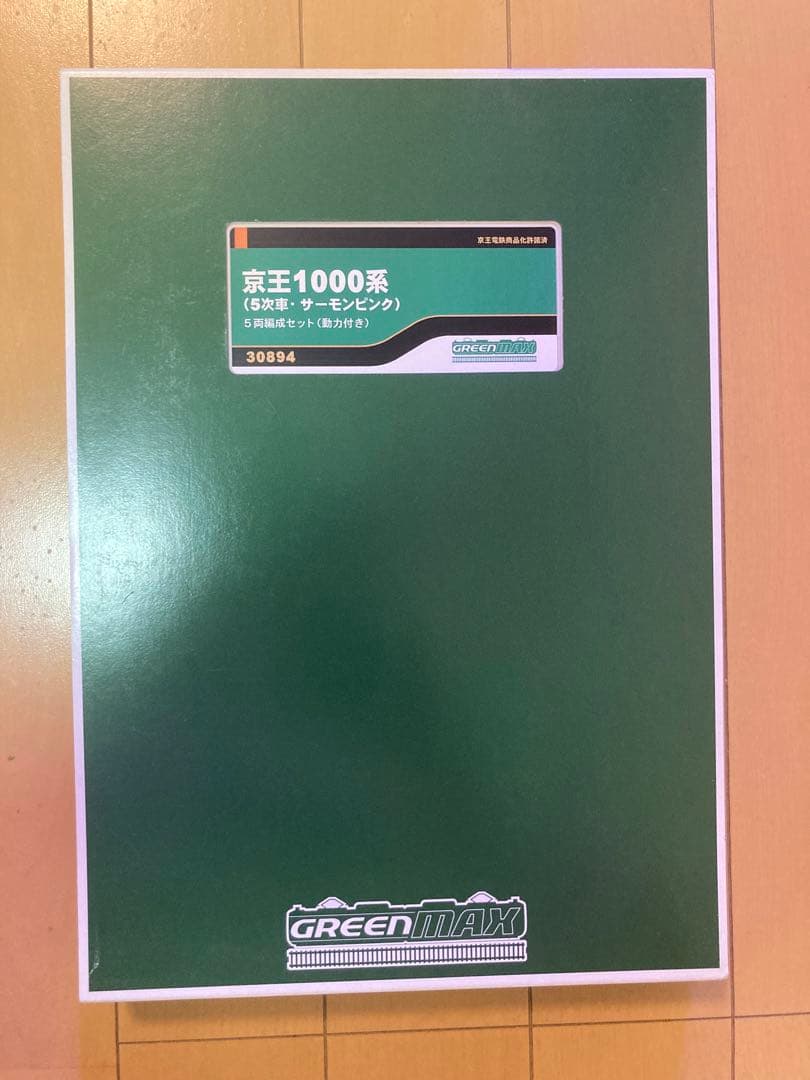 京王電鉄商品化許諾済
京王1000系
(5次車・サーモンピンク)
5両編成セット(動力付き)
30894
GREENMAX
GREENMAX